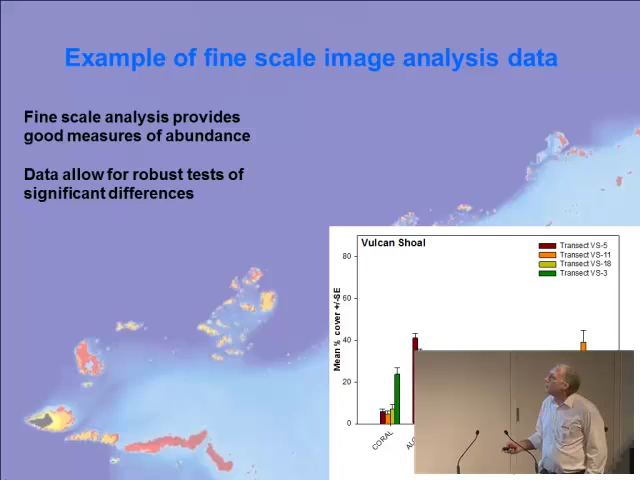 Example of fine scale image analysis data
Fine scale analysis provides
good measures of abundance
Data allow for robust tests of
significant differences
Vulcan Shoal
Transect VS-5
Transect VS-11
Transect VS-18
Transect VS-3
Mean % cover +/-SE
80
60
40
20
0
CORAL